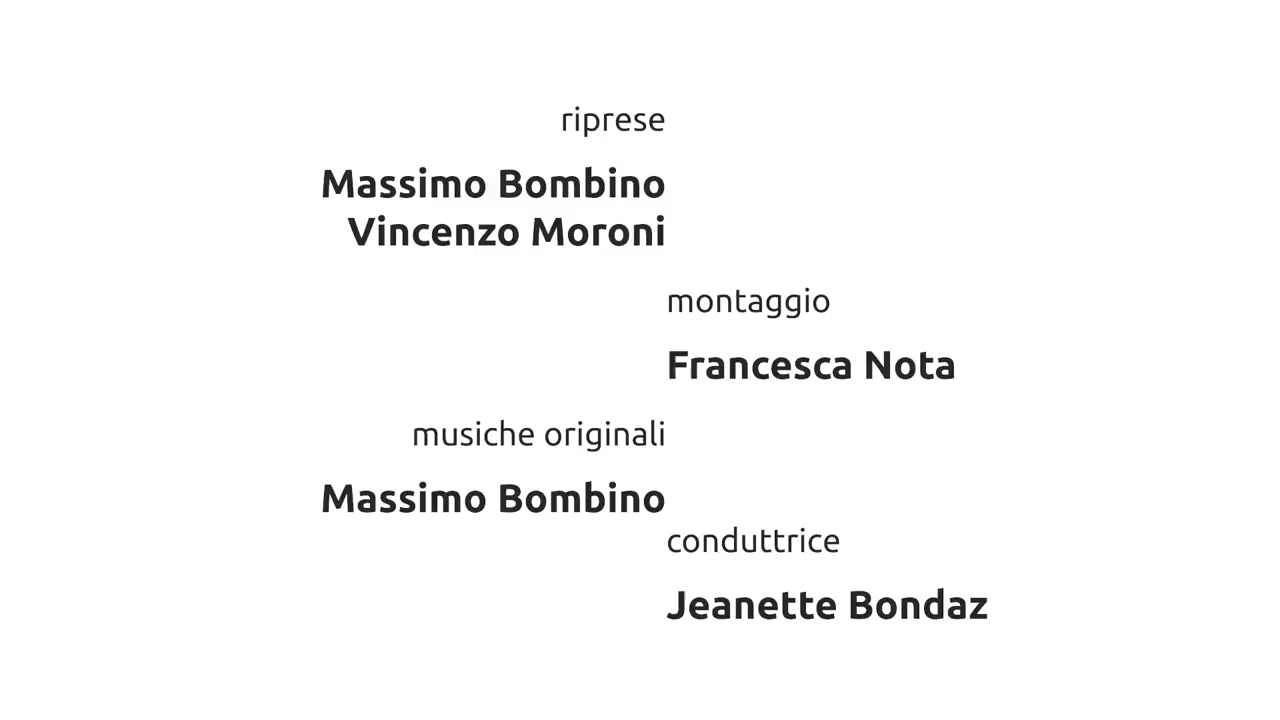 riprese
Massimo Bombino
Vincenzo Moroni
montaggio
Francesca Nota
musiche originali
Massimo Bombino
conduttrice
Jeanette Bondaz